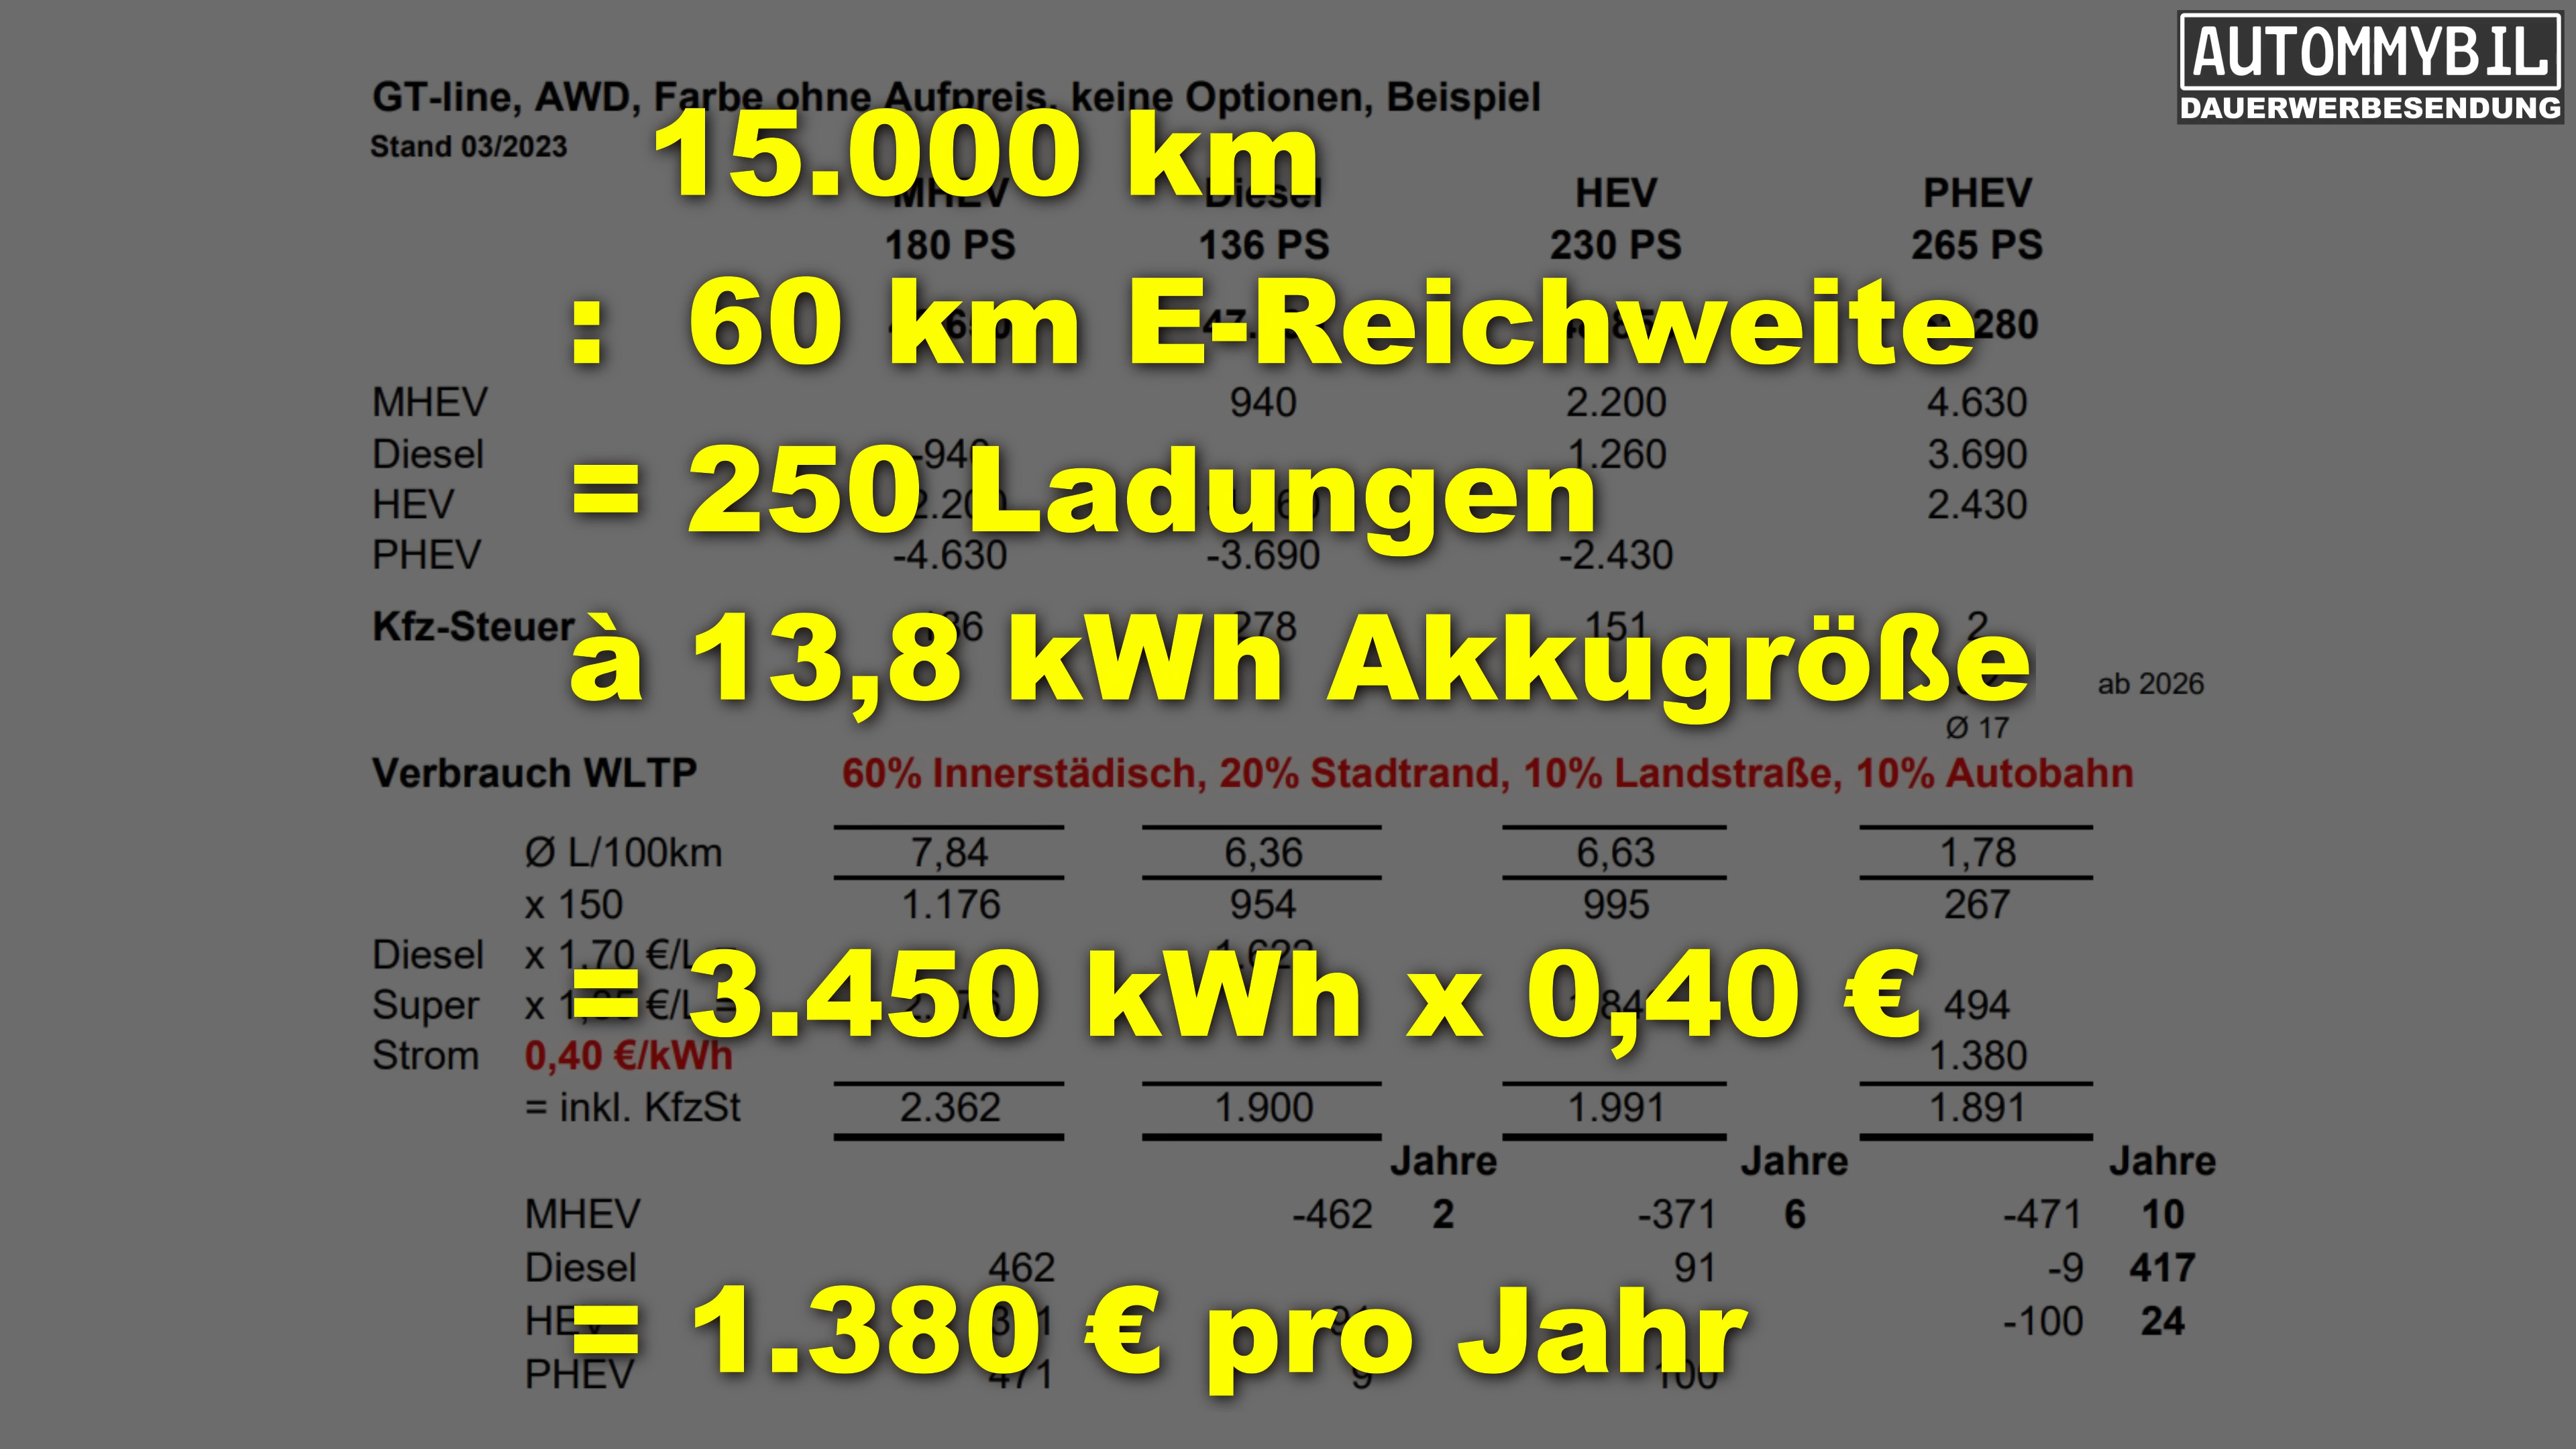 AUTOMMYBIL
DAUERWERBESENDUNG
GT-line, AWD, Farbe ohne Aufpreis, keine Optionen, Beispiel
Stand 03/2023
15.000 km
MHEV Diesel HEV PHEV
180 PS 136 PS 230 PS 265 PS
: 60 km E-Reichweite
MHEV 940 2.200 4.630
Diesel -940 1.260 3.690
= 250 Ladungen
HEV 2.430
PHEV -4.630 -3.690 -2.430
Kfz-Steuer 278 151 2
à 13,8 kWh Akkugröße
ab 2026
Ø 17
Verbrauch WLTP 60% Innerstädisch, 20% Stadtrand, 10% Landstraße, 10% Autobahn
Ø L/100km 7,84 6,36 6,63 1,78
x 150 1.176 954 995 267
Diesel x 1,70 €/L
= 3.450 kWh x 0,40 €
Super 494
Strom 0,40 €/kWh 1.380
= inkl. KfzSt 2.362 1.900 1.991 1.891
Jahre Jahre Jahre
MHEV -462 2 -371 6 -471 10
Diesel 462 91 -9 417
HEV -100 24
= 1.380 € pro Jahr
PHEV 471 9 100